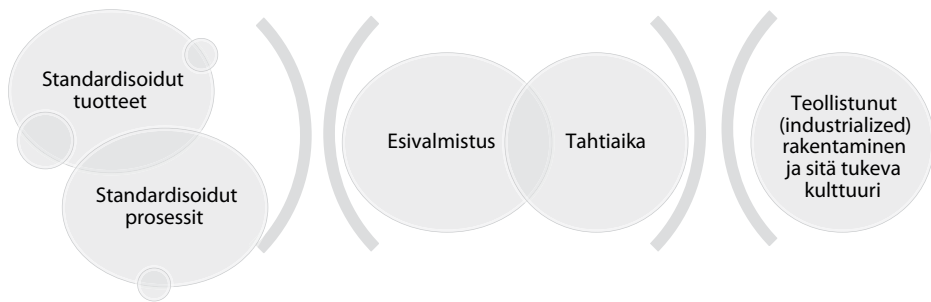 Standardisoidut
tuotteet
Standardisoidut
prosessit
Esivalmistus
Tahtiaika
Teollistunut
(industrialized)
rakentaminen
ja sitä tukeva
kulttuuri